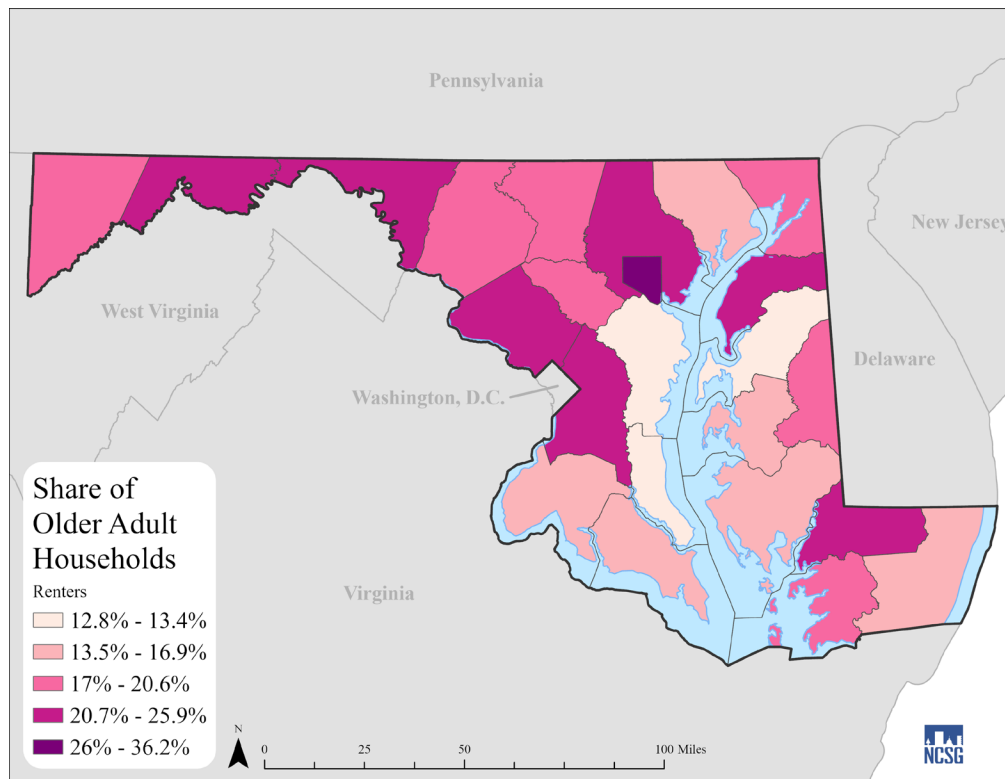 Pennsylvania
New Jersey
West Virginia
Delaware
Washington, D.C.
Virginia
Share of
Older Adult
Households
Renters
12.8% - 13.4%
13.5% - 16.9%
17% - 20.6%
20.7% - 25.9%
26% - 36.2%
N
0 25 50 100 Miles
NCSG